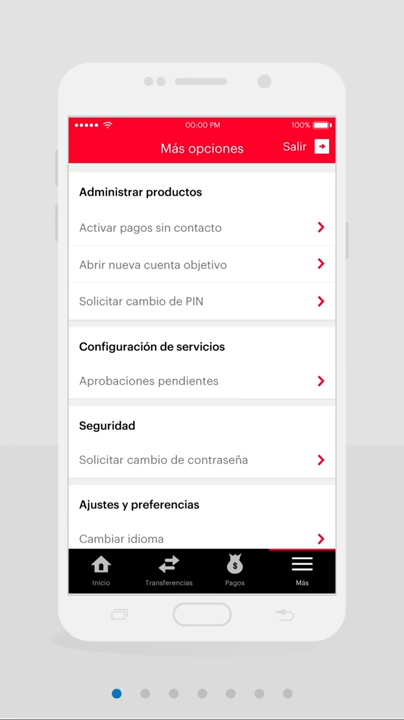 00:00 PM
100%
Más opciones
Salir
Administrar productos
Activar pagos sin contacto
Abrir nueva cuenta objetivo
Solicitar cambio de PIN
Configuración de servicios
Aprobaciones pendientes
Seguridad
Solicitar cambio de contraseña
Ajustes y preferencias
Cambiar idioma
$
Inicio
Transferencias
Pagos
Más